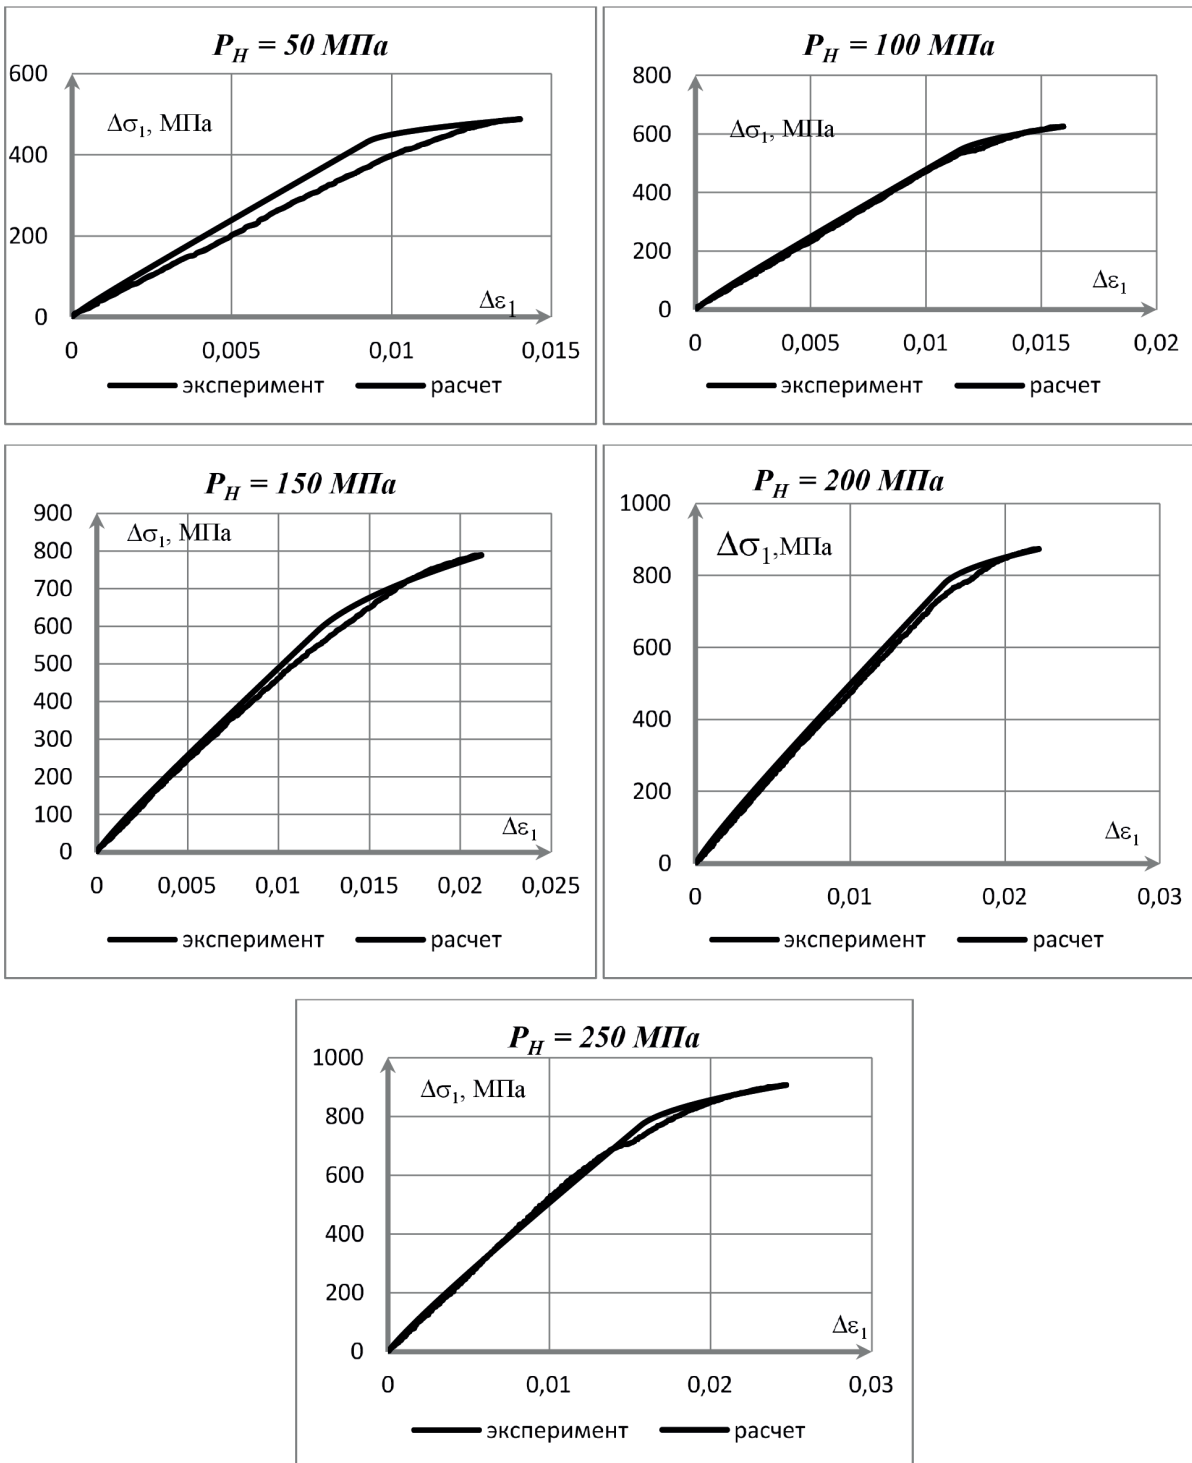 P_H = 50 МПа
600
Δσ₁, МПа
400
200
Δε₁
0
0 0,005 0,01 0,015
эксперимент расчет
P_H = 100 МПа
800
Δσ₁, МПа
600
400
200
Δε₁
0
0 0,005 0,01 0,015 0,02
эксперимент расчет
P_H = 150 МПа
900
Δσ₁, МПа
800
700
600
500
400
300
200
100
Δε₁
0
0 0,005 0,01 0,015 0,02 0,025
эксперимент расчет
P_H = 200 МПа
1000
Δσ₁,МПа
800
600
400
200
Δε₁
0
0 0,01 0,02 0,03
эксперимент расчет
P_H = 250 МПа
1000
Δσ₁, МПа
800
600
400
200
Δε₁
0
0 0,01 0,02 0,03
эксперимент расчет